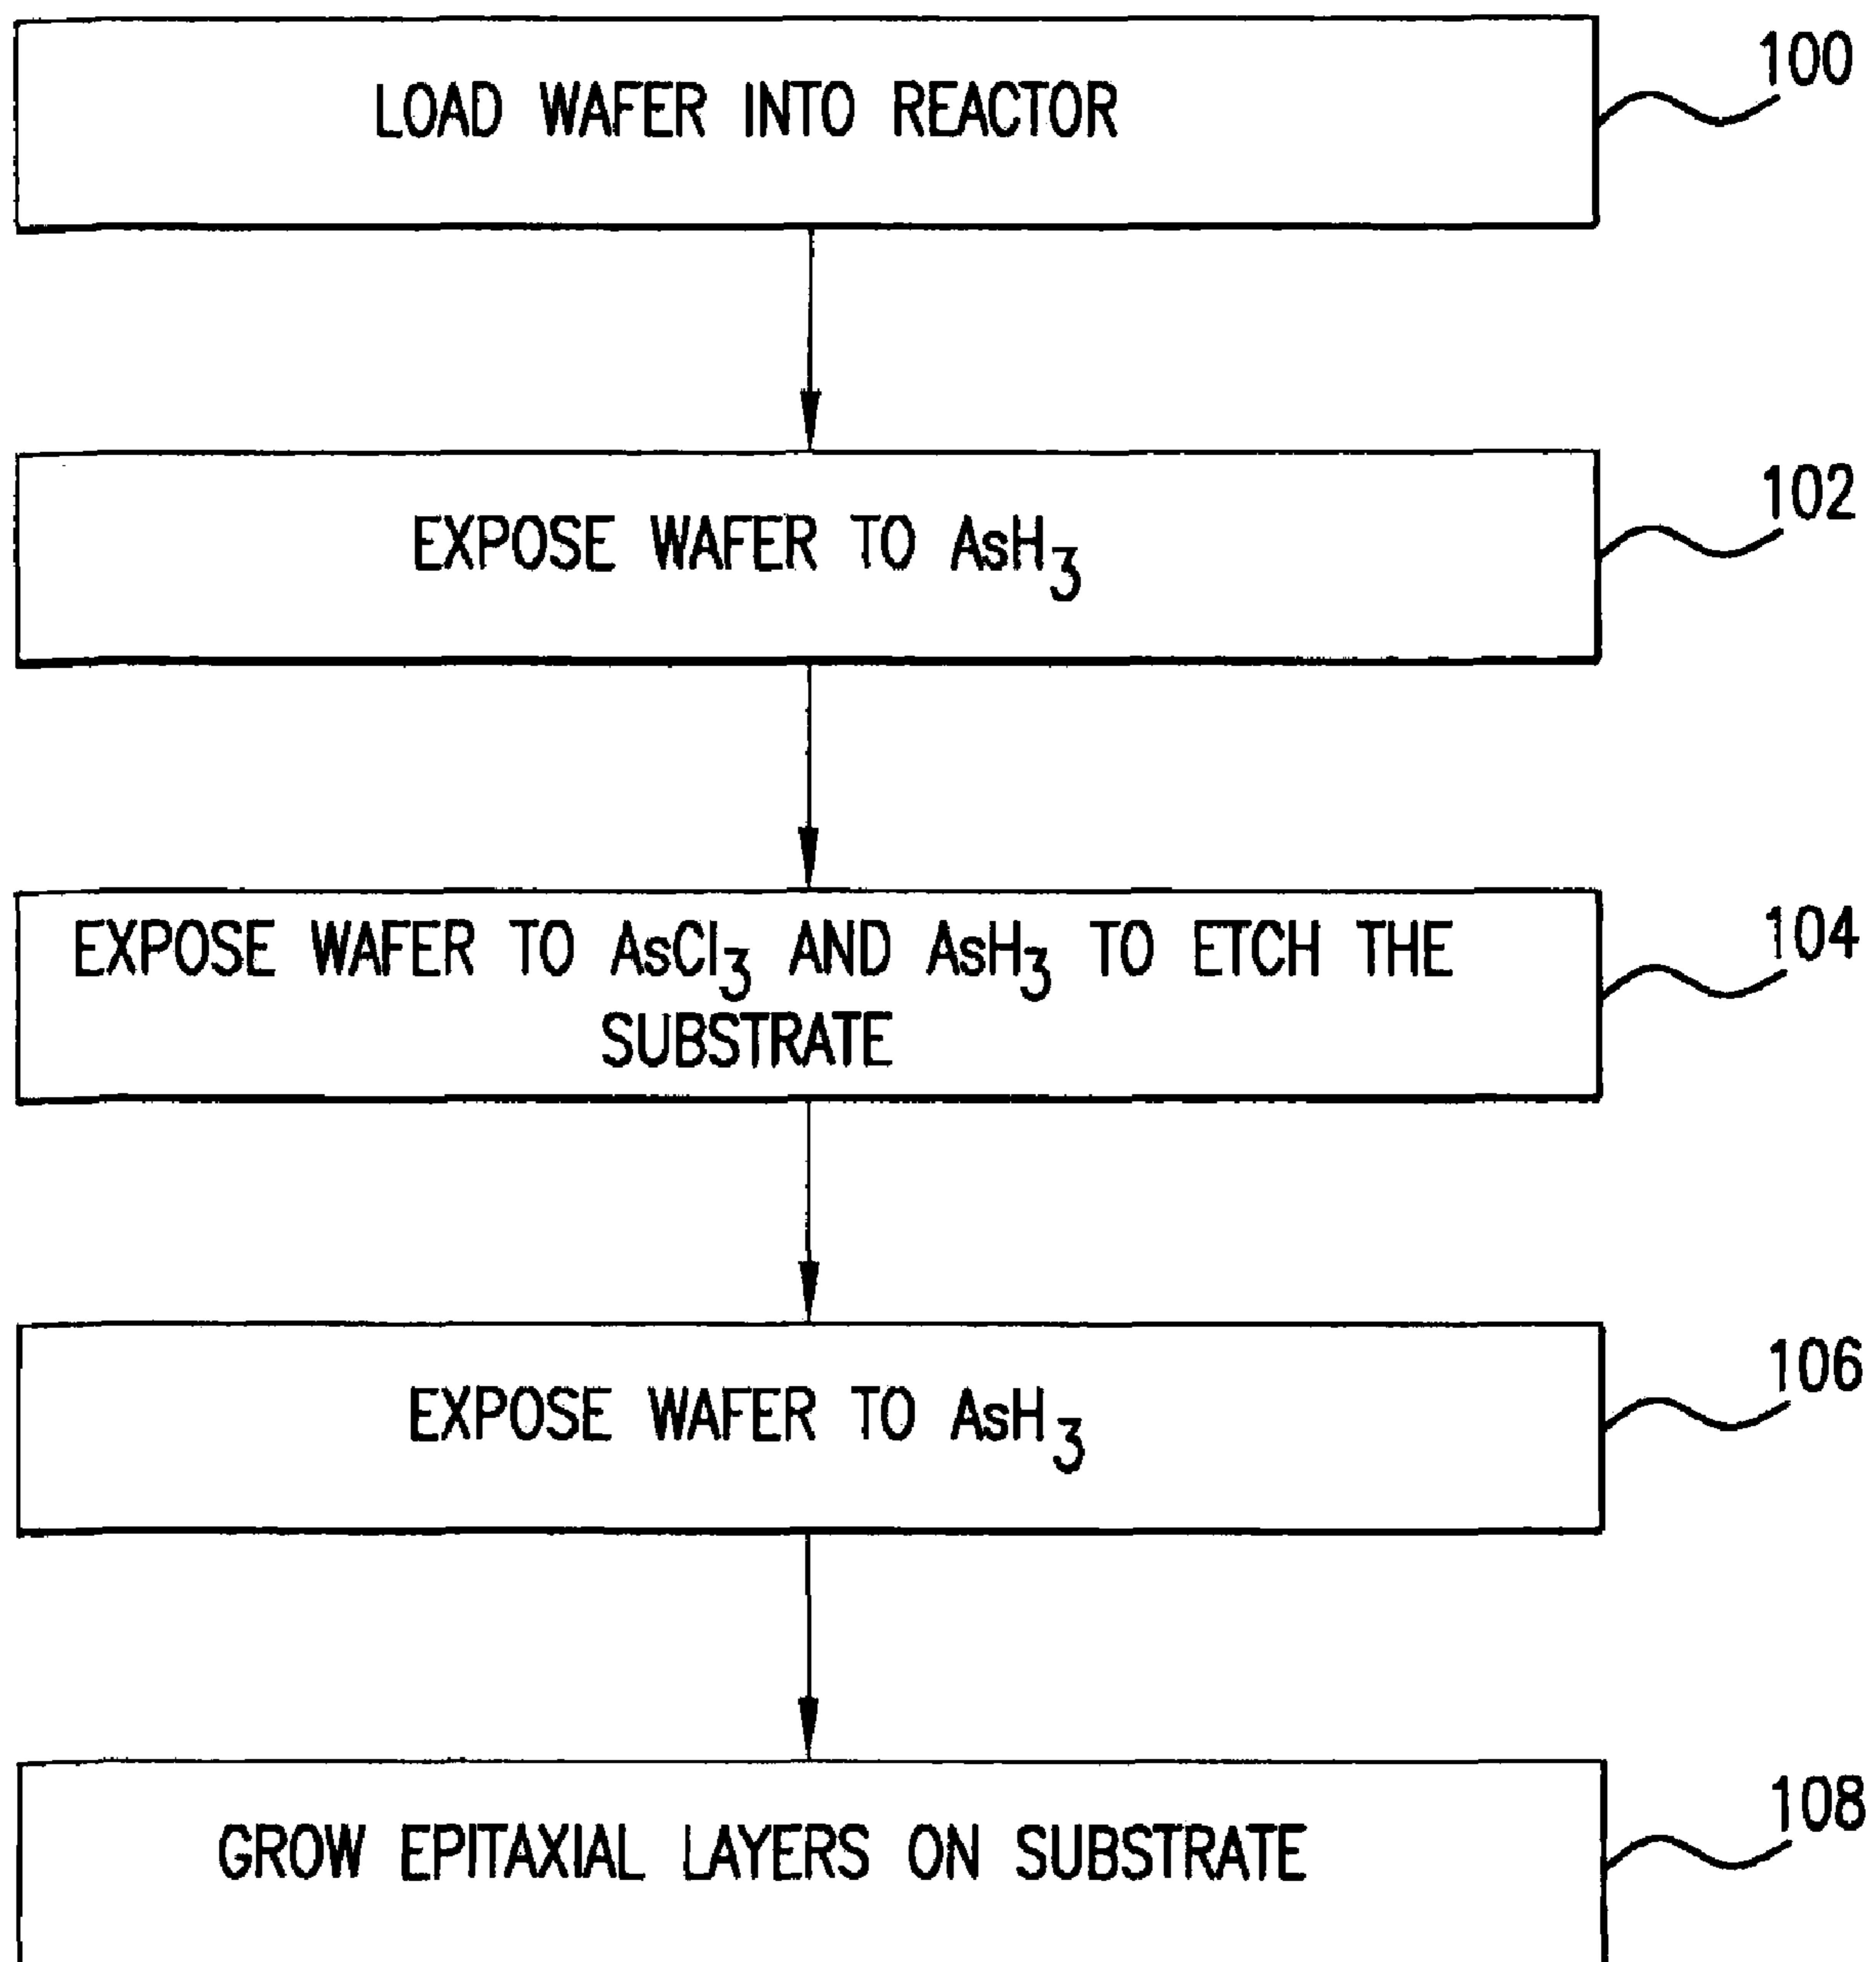 LOAD WAFER INTO REACTOR
100
EXPOSE WAFER TO AsH3
102
EXPOSE WAFER TO AsCl3 AND AsH3 TO ETCH THE
SUBSTRATE
104
EXPOSE WAFER TO AsH3
106
GROW EPITAXIAL LAYERS ON SUBSTRATE
108